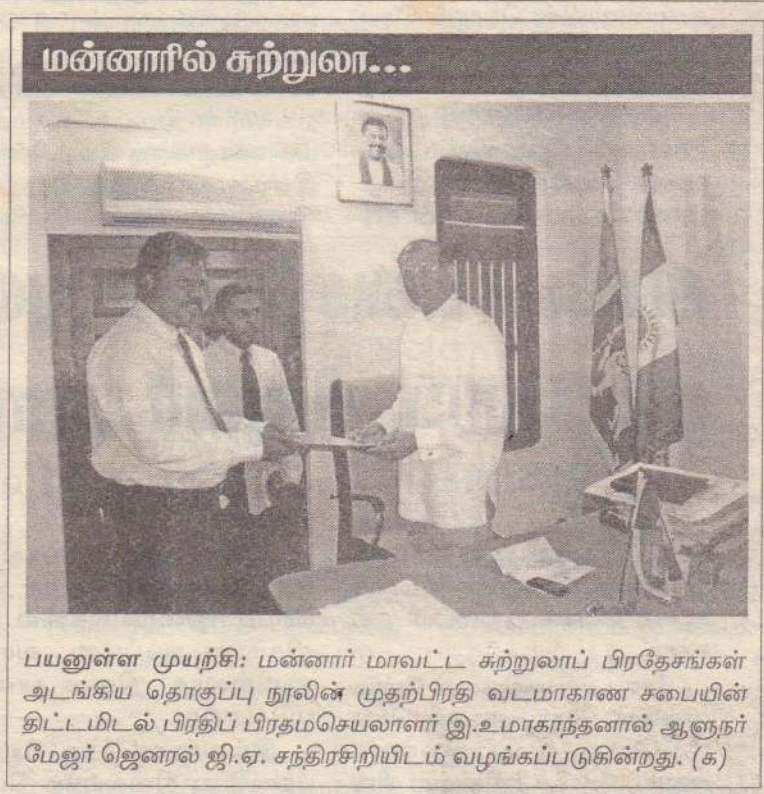 மன்னாரில் சுற்றுலா...
பயனுள்ள முயற்சி: மன்னார் மாவட்ட சுற்றுலாப் பிரதேசங்கள்
அடங்கிய தொகுப்பு நூலின் முதற்பிரதி வடமாகாண சபையின்
திட்டமிடல் பிரதிப் பிரதமசெயலாளர் இ.உமாகாந்தனால் ஆளுநர்
மேஜர் ஜெனரல் ஜி.ஏ. சந்திரசிறியிடம் வழங்கப்படுகின்றது. (க)